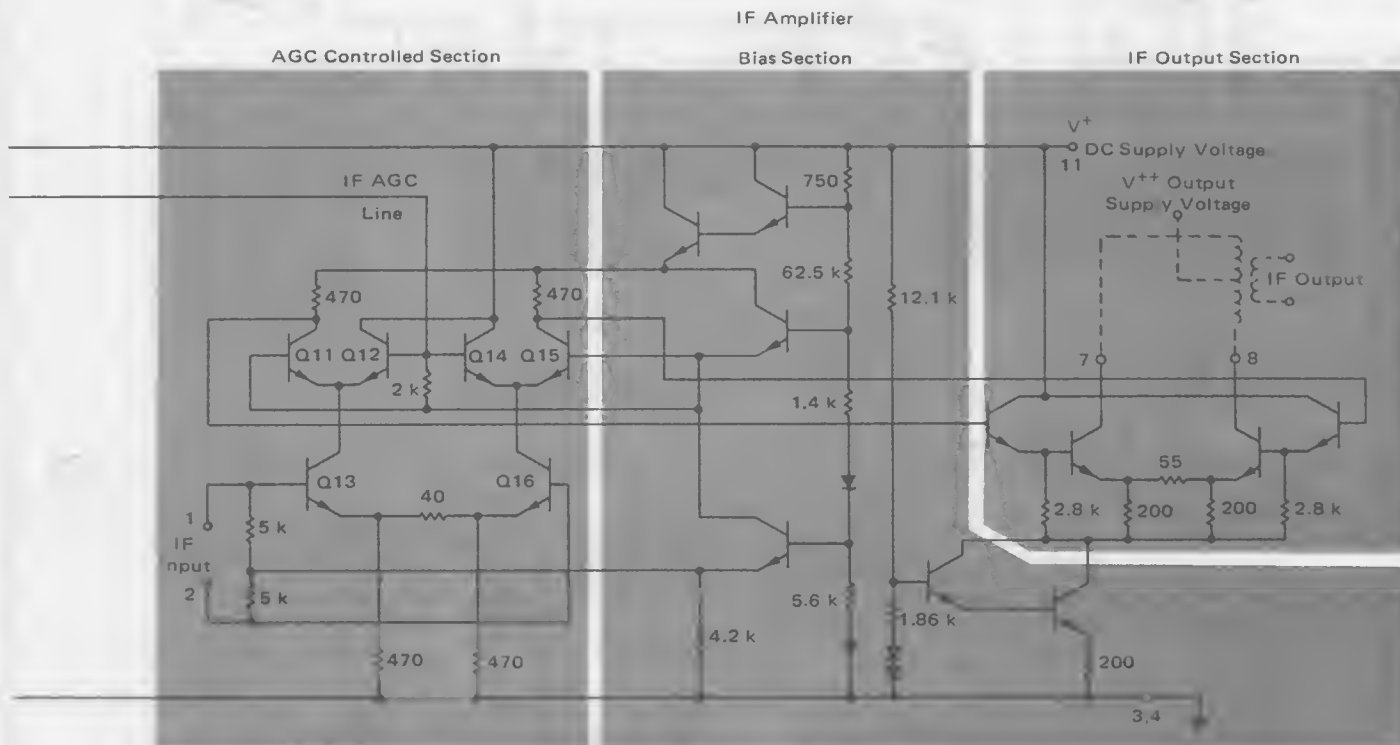 IF Amplifier
AGC Controlled Section
Bias Section
IF Output Section
V+
DC Supply Voltage
11
750
IF AGC
Line
V++ Output
Supply Voltage
470
470
62.5 k
12.1 k
IF Output
Q11
Q12
Q14
Q15
2 k
7
8
1.4 k
Q13
Q16
40
55
1
5 k
IF
nput
2
5 k
2.8 k
200
200
2.8 k
5.6 k
1.86 k
4.2 k
470
470
200
3,4